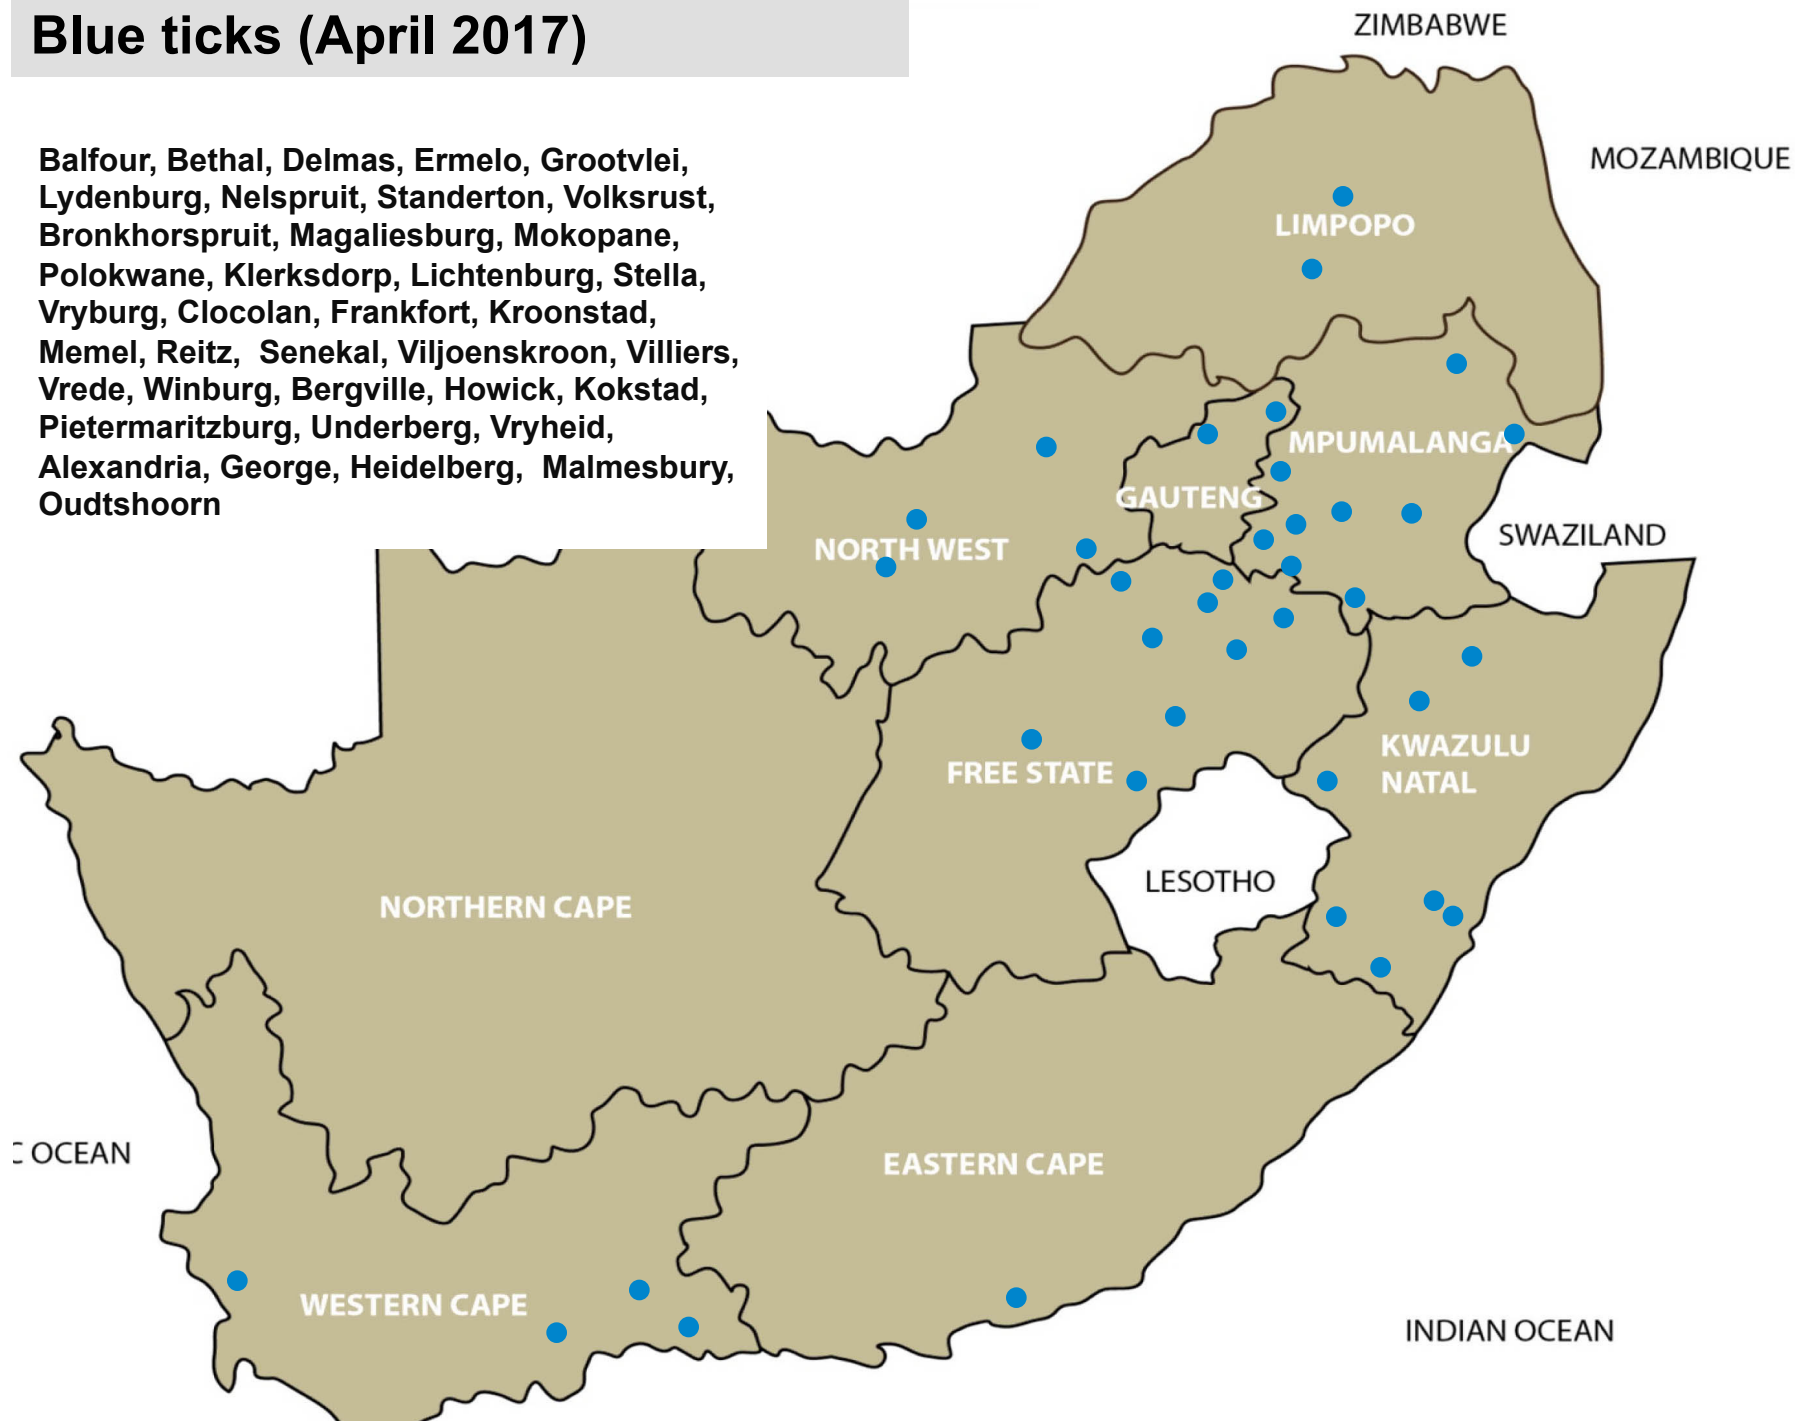 Blue ticks (April 2017)
Balfour, Bethal, Delmas, Ermelo, Grootvlei,
Lydenburg, Nelspruit, Standerton, Volksrust,
Bronkhorspruit, Magaliesburg, Mokopane,
Polokwane, Klerksdorp, Lichtenburg, Stella,
Vryburg, Clocolan, Frankfort, Kroonstad,
Memel, Reitz,  Senekal, Viljoenskroon, Villiers,
Vrede, Winburg, Bergville, Howick, Kokstad,
Pietermaritzburg, Underberg, Vryheid,
Alexandria, George, Heidelberg,  Malmesbury,
Oudtshoorn
ZIMBABWE
MOZAMBIQUE
LIMPOPO
MPUMALANGA
GAUTENG
SWAZILAND
NORTH WEST
KWAZULU
NATAL
FREE STATE
LESOTHO
NORTHERN CAPE
C OCEAN
EASTERN CAPE
WESTERN CAPE
INDIAN OCEAN